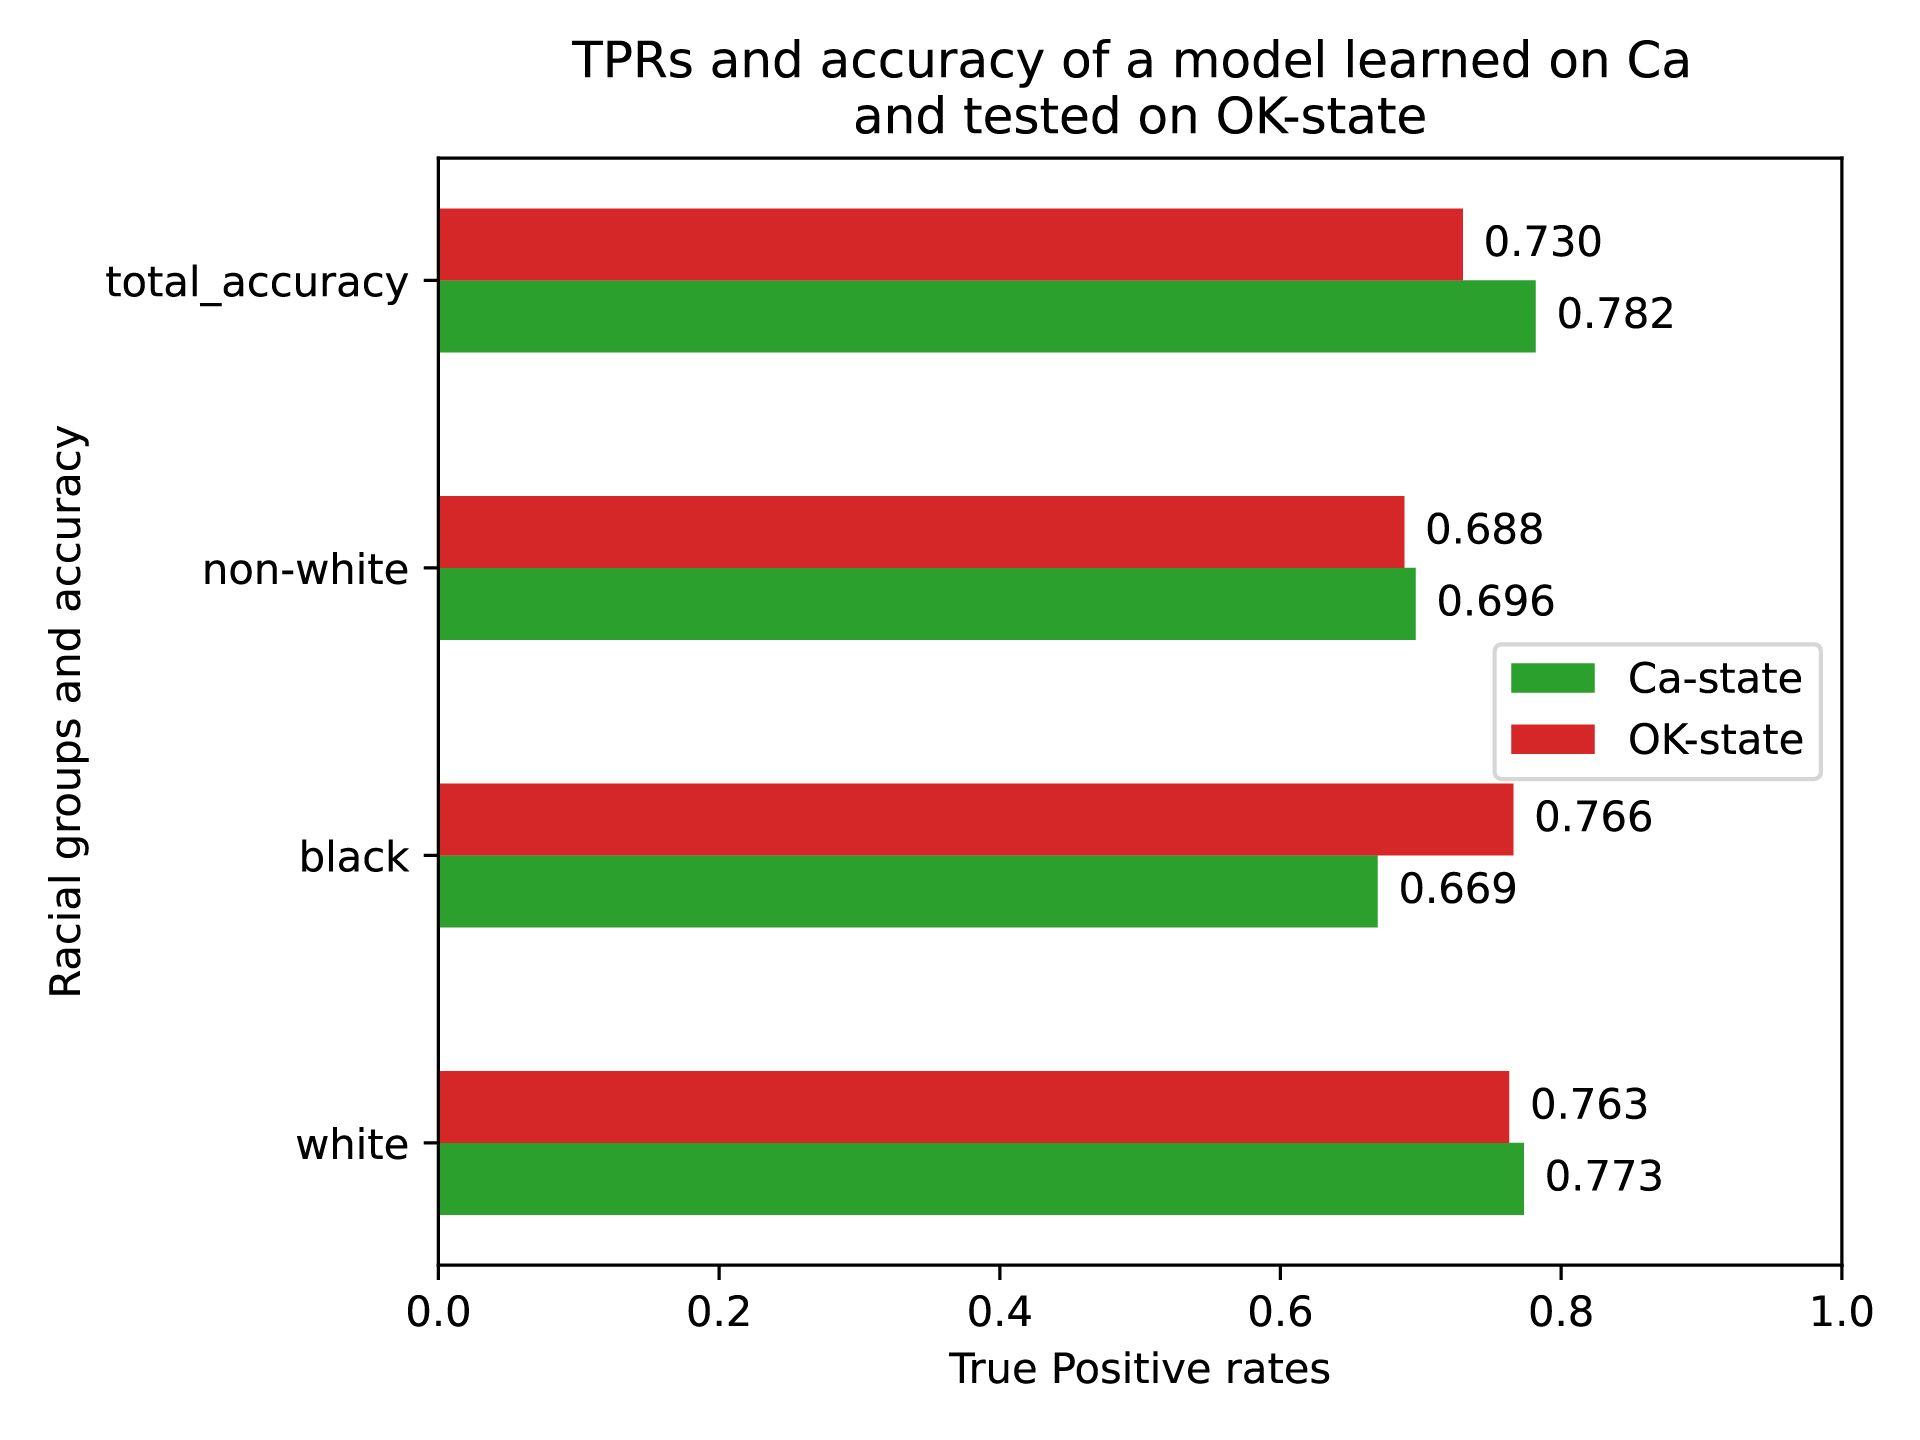 TPRs and accuracy of a model learned on Ca
and tested on OK-state
Racial groups and accuracy
total_accuracy
0.730
0.782
non-white
0.688
0.696
Ca-state
OK-state
black
0.766
0.669
white
0.763
0.773
0.0 0.2 0.4 0.6 0.8 1.0
True Positive rates